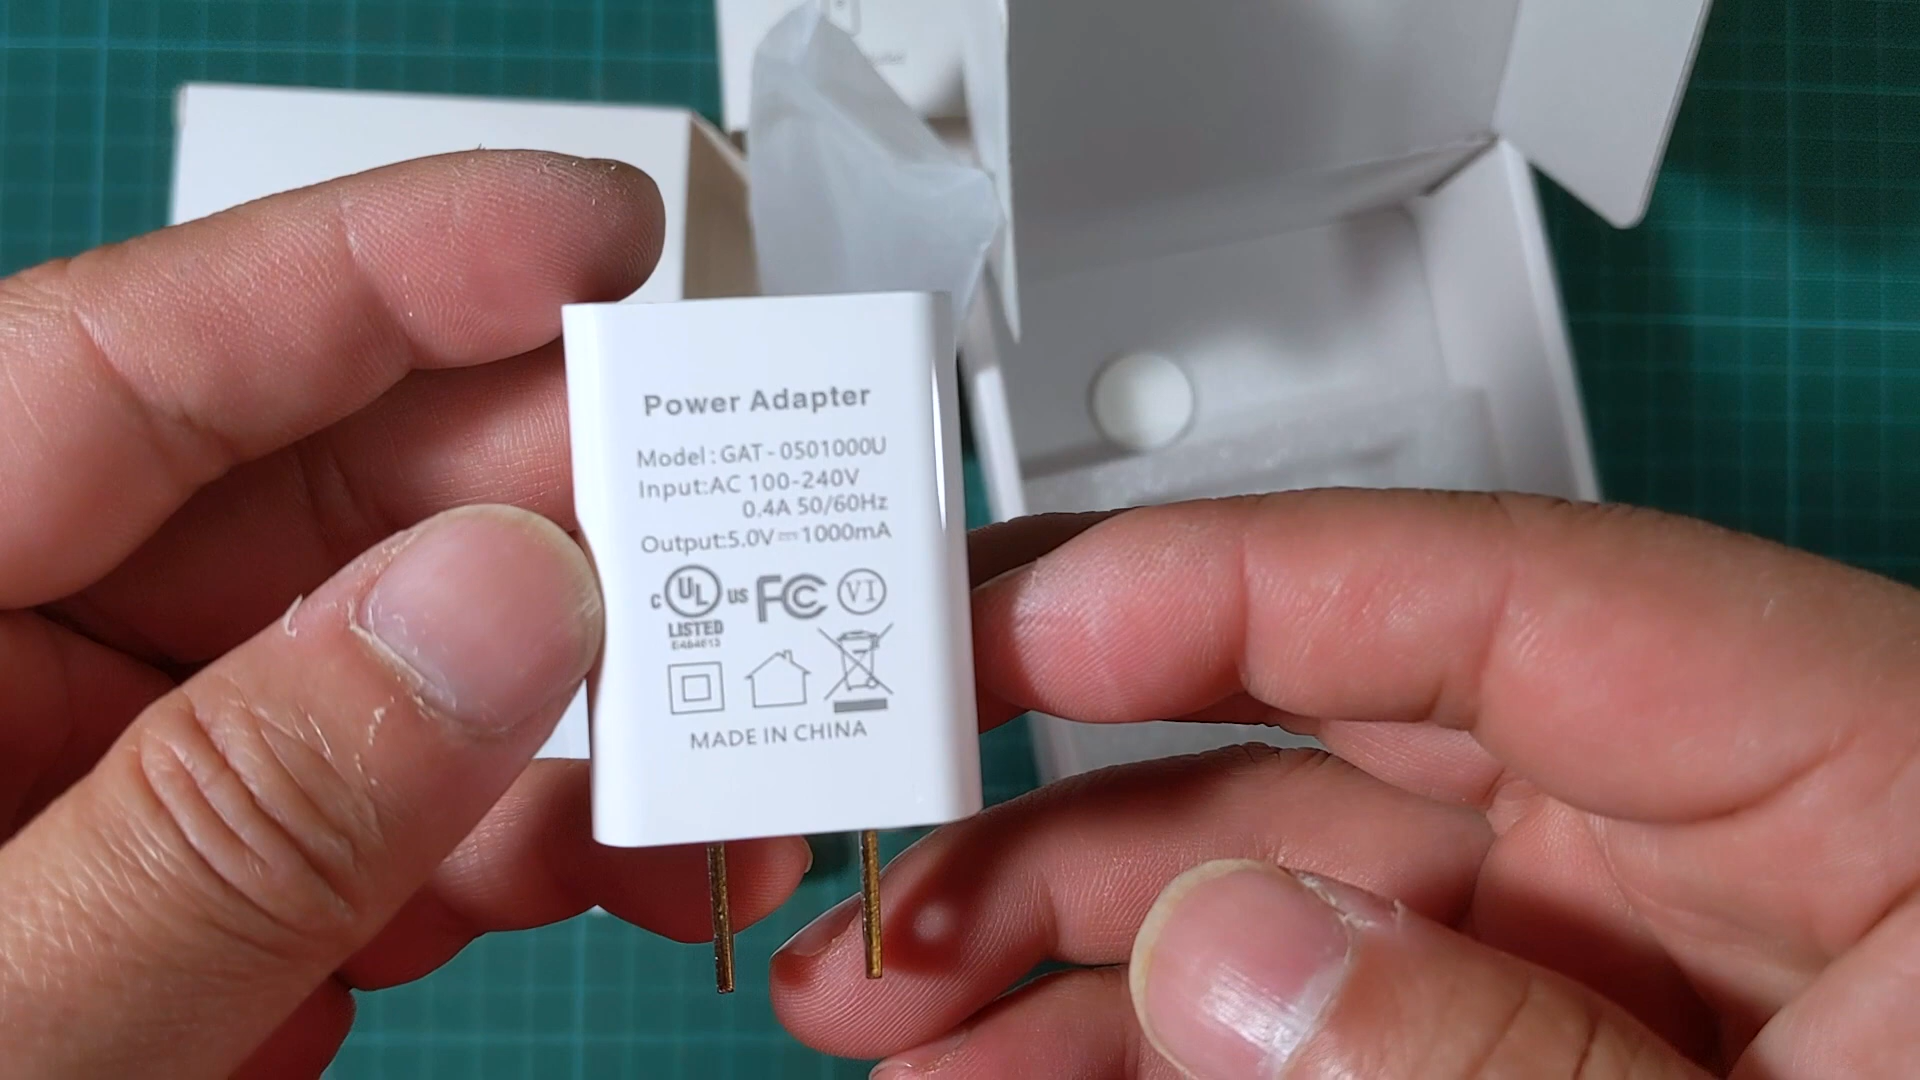 Power Adapter
Model:GAT-0501000U
Input:AC 100-240V
0.4A 50/60Hz
Output:5.0V⎓1000mA
c UL US FC VI
LISTED
MADE IN CHINA